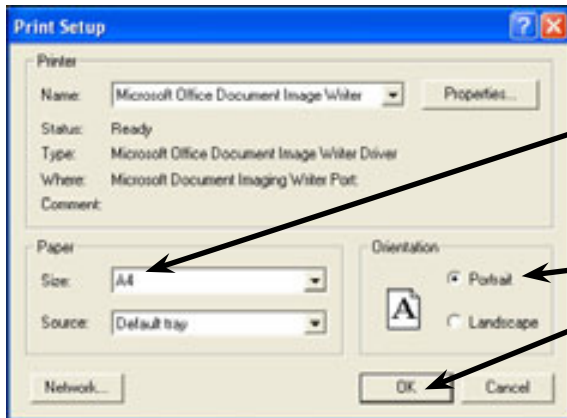 Print Setup
Printer
Name: Microsoft Office Document Image Writer Properties...
Status: Ready
Type: Microsoft Office Document Image Writer Driver
Where: Microsoft Document Imaging Writer Port:
Comment:
Paper
Orientation
Size: A4
Portrait
A
Source: Default tray
Landscape
Network...
OK
Cancel